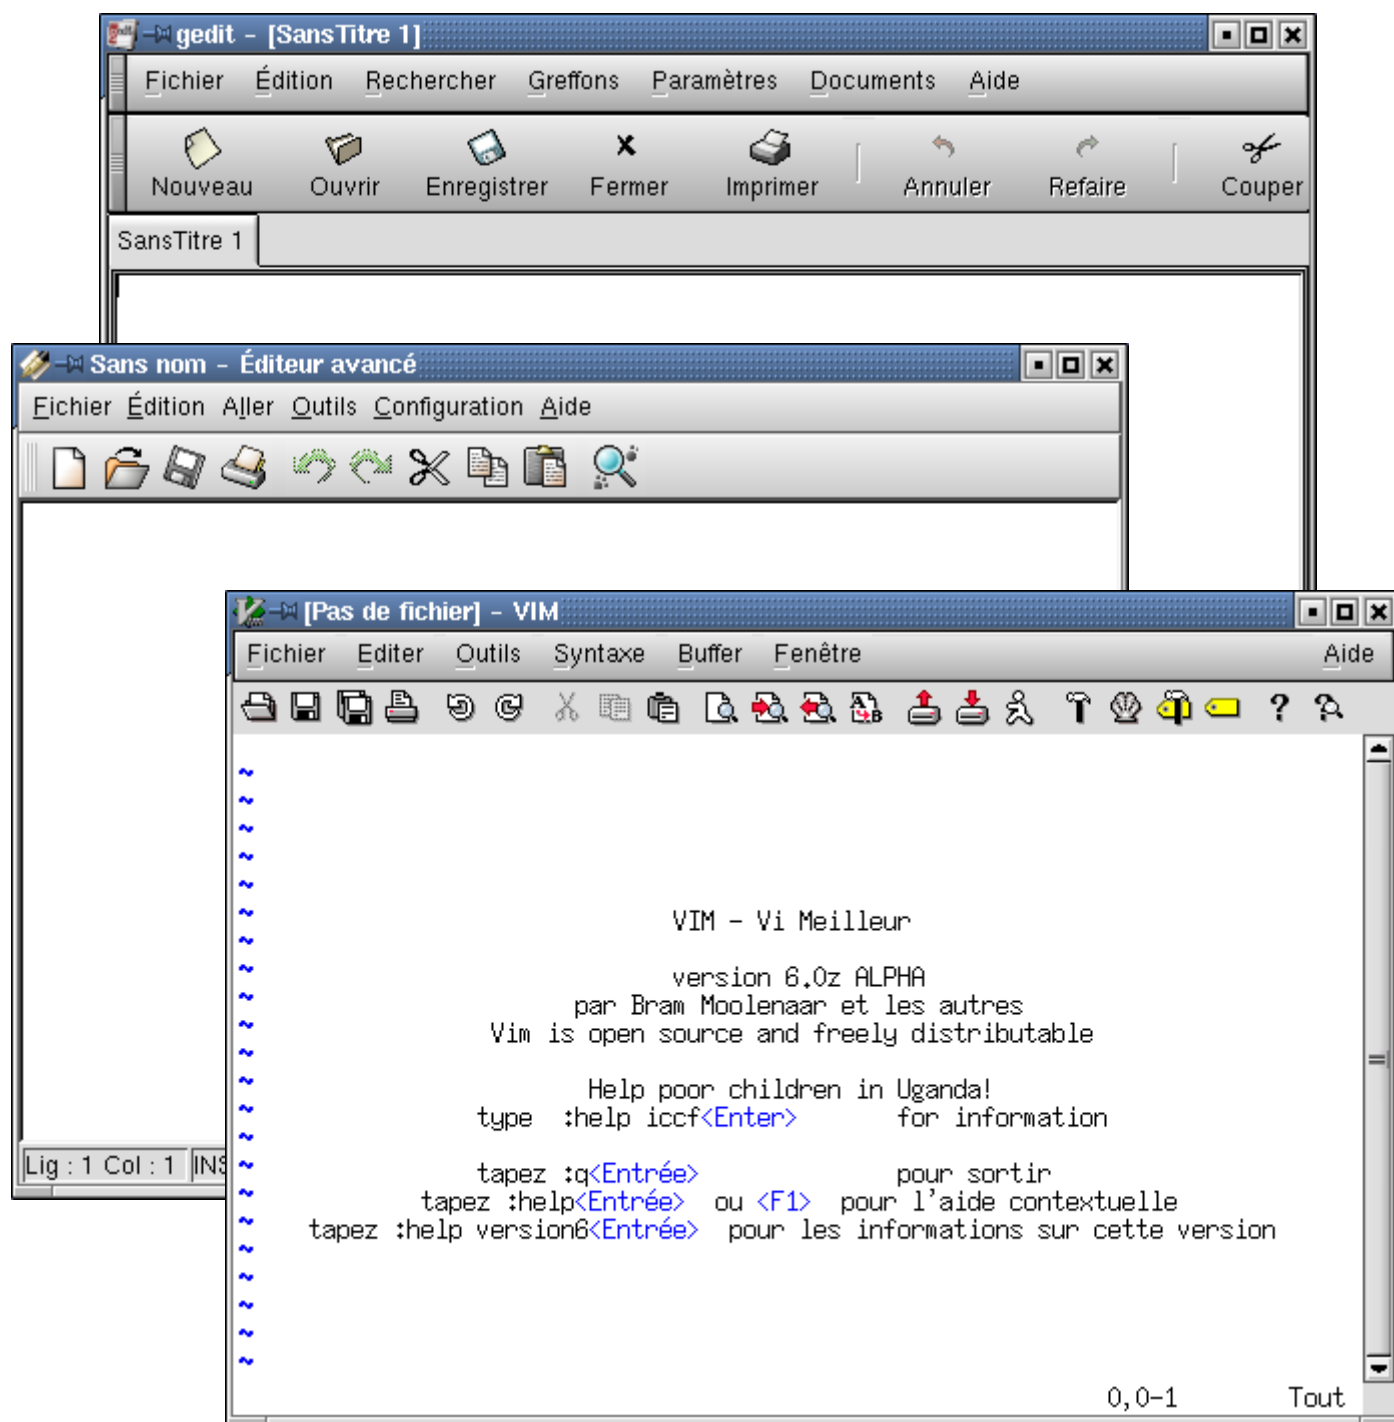 gedit - [SansTitre 1]
Fichier Édition Rechercher Greffons Paramètres Documents Aide
Nouveau Ouvrir Enregistrer Fermer Imprimer Annuler Refaire Couper
SansTitre 1
Sans nom - Éditeur avancé
Fichier Édition Aller Outils Configuration Aide
Lig : 1 Col : 1
[Pas de fichier] - VIM
Fichier Editer Outils Syntaxe Buffer Fenêtre Aide
~
~
~
~
~
~
VIM - Vi Meilleur
~
~
version 6.0z ALPHA
~
par Bram Moolenaar et les autres
~
Vim is open source and freely distributable
~
~
Help poor children in Uganda!
~
type :help iccf<Enter> for information
~
~
tapez :q<Entrée> pour sortir
~
tapez :help<Entrée> ou <F1> pour l'aide contextuelle
~
tapez :help version6<Entrée> pour les informations sur cette version
~
~
~
~
~
0,0-1 Tout